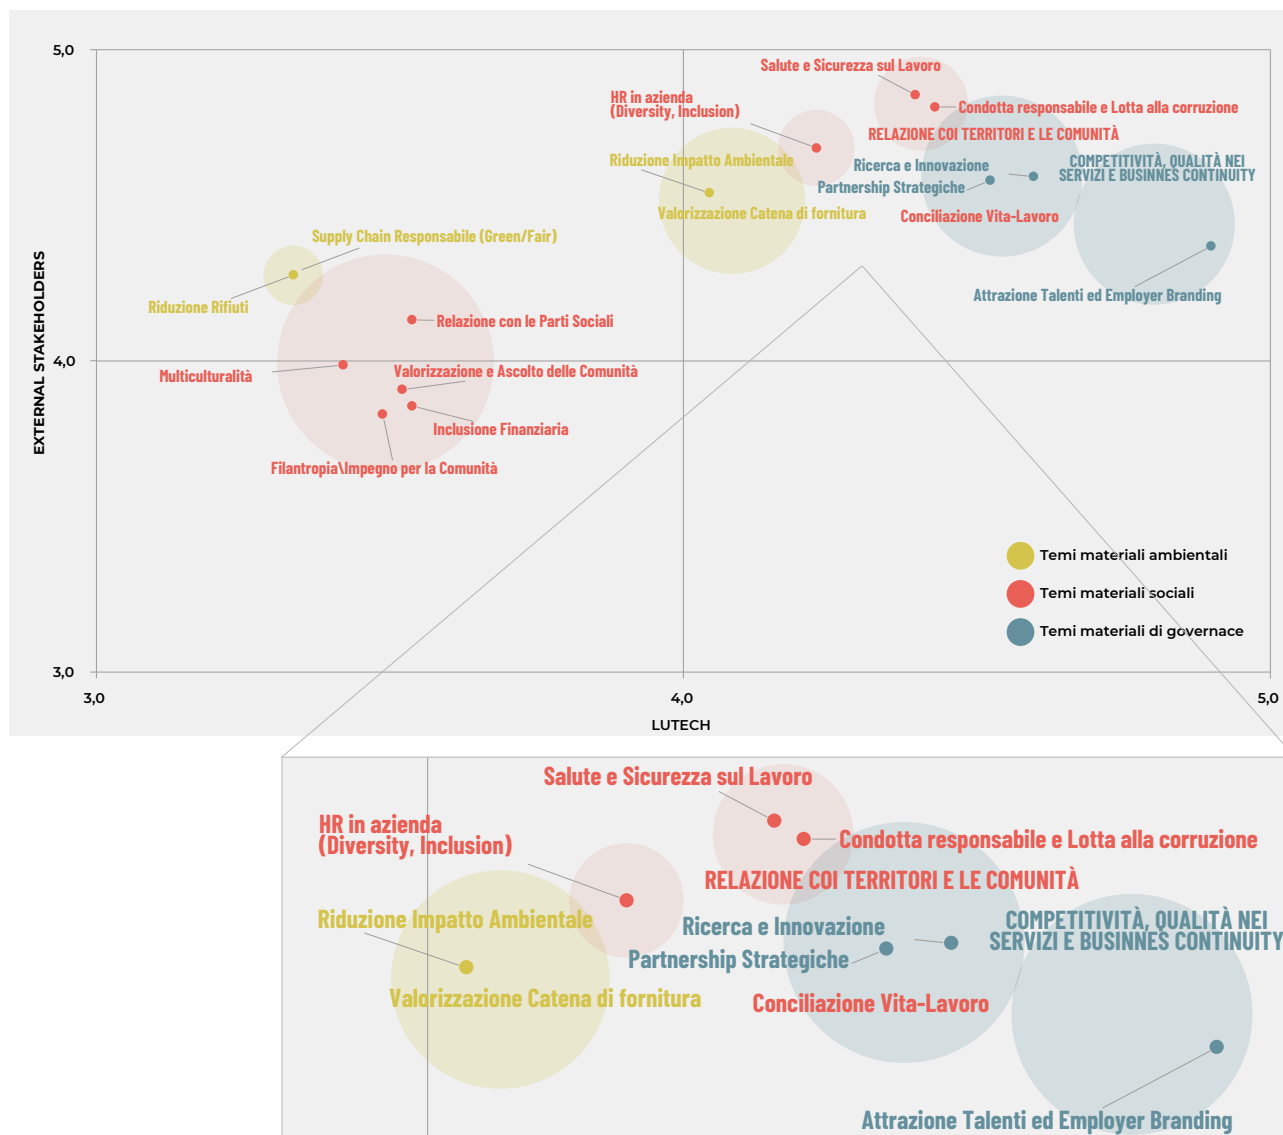 5,0
Salute e Sicurezza sul Lavoro
HR in azienda
(Diversity, Inclusion)
Condotta responsabile e Lotta alla corruzione
RELAZIONE COI TERRITORI E LE COMUNITÀ
Riduzione Impatto Ambientale
Ricerca e Innovazione
COMPETITIVITÀ, QUALITÀ NEI
SERVIZI E BUSINNES CONTINUITY
Partnership Strategiche
Valorizzazione Catena di fornitura
Conciliazione Vita-Lavoro
Supply Chain Responsabile (Green/Fair)
Riduzione Rifiuti
Attrazione Talenti ed Employer Branding
Relazione con le Parti Sociali
EXTERNAL STAKEHOLDERS
4,0
Multiculturalità
Valorizzazione e Ascolto delle Comunità
Inclusione Finanziaria
Filantropia\Impegno per la Comunità
Temi materiali ambientali
Temi materiali sociali
Temi materiali di governace
3,0
3,0
4,0
5,0
LUTECH
Salute e Sicurezza sul Lavoro
HR in azienda
(Diversity, Inclusion)
Condotta responsabile e Lotta alla corruzione
RELAZIONE COI TERRITORI E LE COMUNITÀ
Riduzione Impatto Ambientale
Ricerca e Innovazione
COMPETITIVITÀ, QUALITÀ NEI
SERVIZI E BUSINNES CONTINUITY
Partnership Strategiche
Valorizzazione Catena di fornitura
Conciliazione Vita-Lavoro
Attrazione Talenti ed Employer Branding